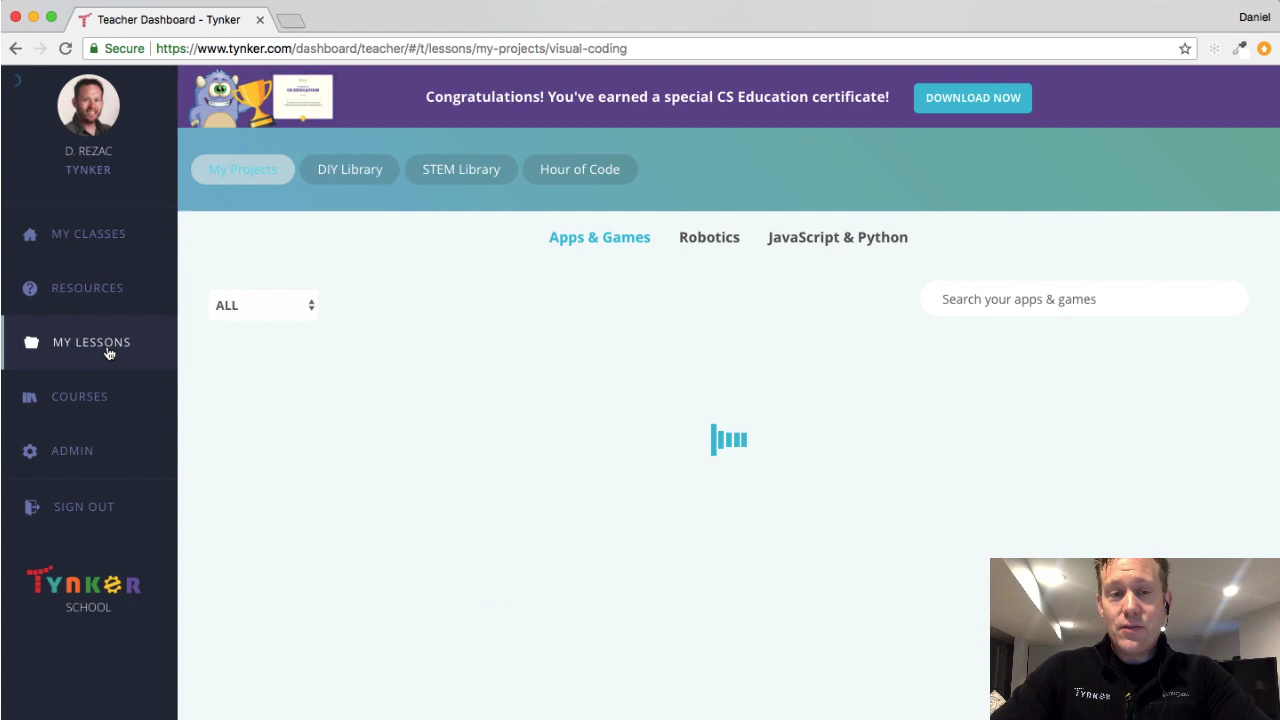 Teacher Dashboard - Tynker
Daniel
Secure https://www.tynker.com/dashboard/teacher/#/t/lessons/my-projects/visual-coding
D. REZAC
TYNKER
MY CLASSES
RESOURCES
MY LESSONS
COURSES
ADMIN
SIGN OUT
TYNKER
SCHOOL
CS EDUCATION
Congratulations! You've earned a special CS Education certificate!
DOWNLOAD NOW
My Projects
DIY Library
STEM Library
Hour of Code
Apps & Games
Robotics
JavaScript & Python
ALL
Search your apps & games
TYNKER